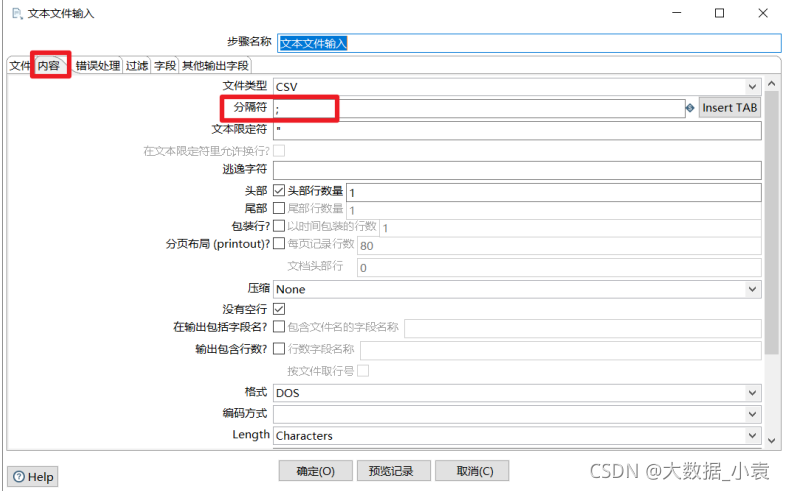 文本文件输入
步骤名称 文本文件输入
文件 内容 错误处理 过滤 字段 其他输出字段
文件类型 CSV
分隔符 ; Insert TAB
文本限定符 "
在文本限定符里允许换行?
逃逸字符
头部 头部行数量 1
尾部 尾部行数量 1
包装行? 以时间包装的行数 1
分页布局 (printout)? 每页记录行数 80
文档头部行 0
压缩 None
没有空行
在输出包括字段名? 包含文件名的字段名称
输出包含行数? 行数字段名称
按文件取行号
格式 DOS
编码方式
Length Characters
Help 确定(O) 预览记录 取消(C)
CSDN @大数据_小袁